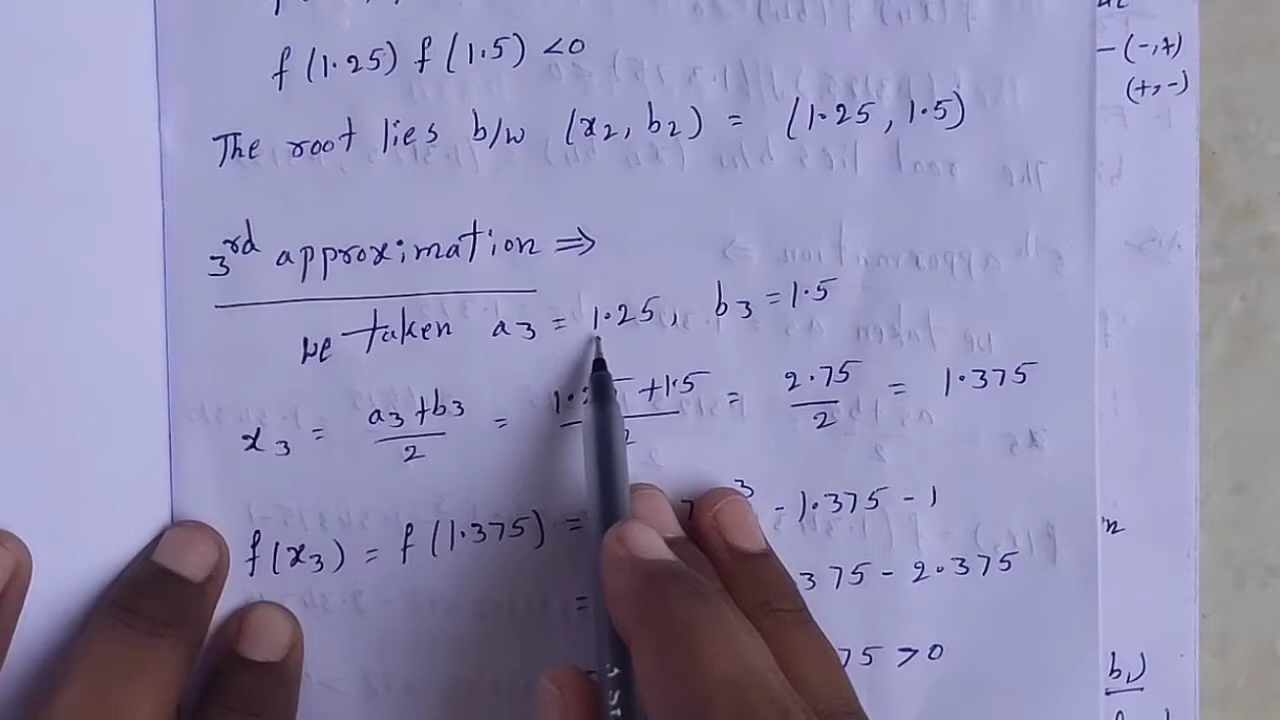 f(1.25) f(1.5) <0
The root lies b/w (x2, b2) = (1.25, 1.5)
3rd approximation ⇒
we taken a3 = 1.25, b3 = 1.5
x3 = a3+b3/2 = +1.5/2 = 2.75/2 = 1.375
f(x3) = f(1.375) = 3 - 1.375 - 1
= 375 - 2.375
75 >0
- (-,+)
(+,-)
b)